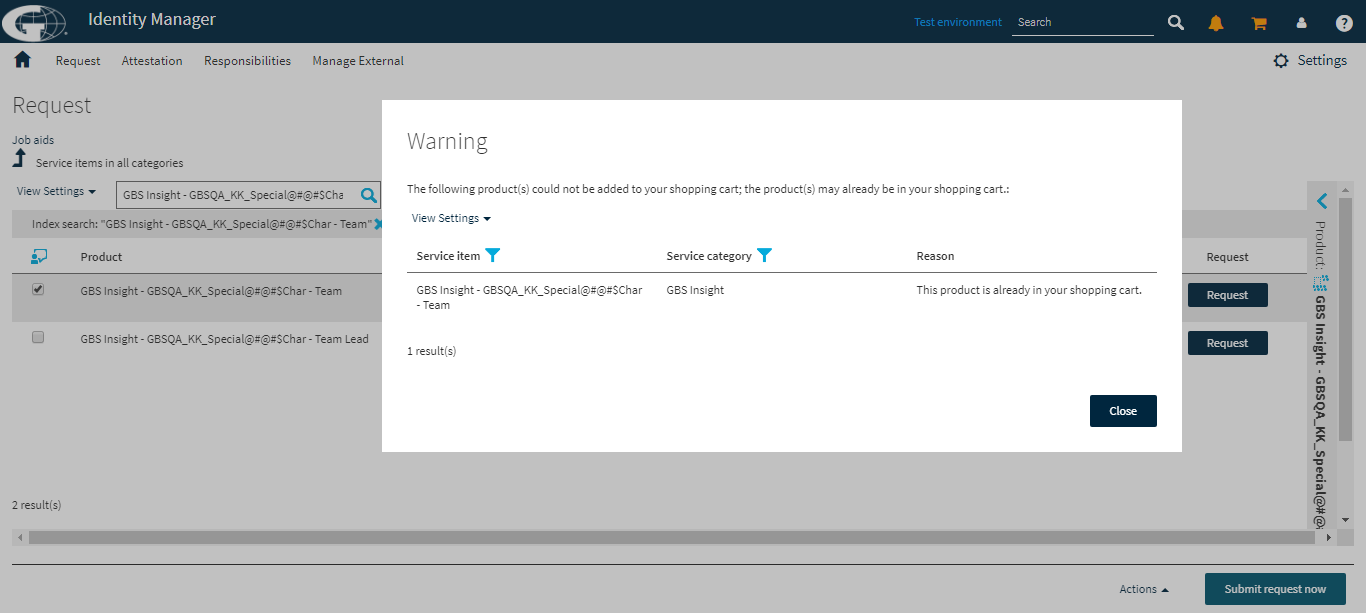 Identity Manager
Test environment
Search
Request
Attestation
Responsibilities
Manage External
Settings
Request
Job aids
Service items in all categories
View Settings
GBS Insight - GBSQA_KK_Special@#@#$Cha
Index search: "GBS Insight - GBSQA_KK_Special@#@#$Char - Team"
Product
Request
GBS Insight - GBSQA_KK_Special@#@#$Char - Team
Request
GBS Insight - GBSQA_KK_Special@#@#$Char - Team Lead
Request
2 result(s)
Product:
GBS Insight - GBSQA_KK_Special@#@
Warning
The following product(s) could not be added to your shopping cart; the product(s) may already be in your shopping cart.:
View Settings
Service item
Service category
Reason
GBS Insight - GBSQA_KK_Special@#@#$Char
- Team
GBS Insight
This product is already in your shopping cart.
1 result(s)
Close
Actions
Submit request now